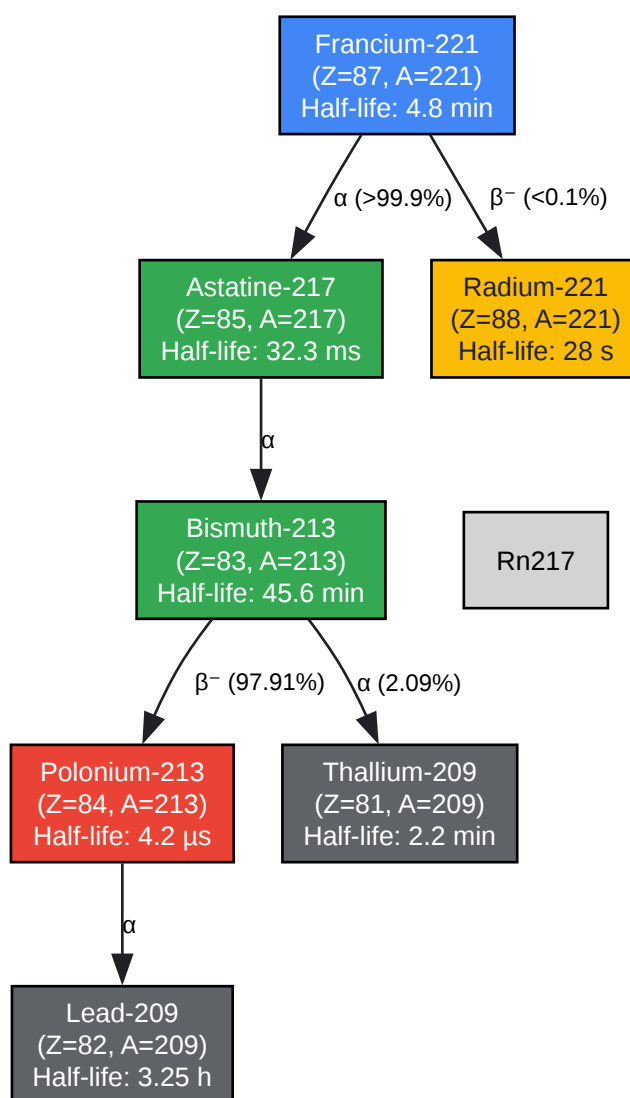 Francium-221
(Z=87, A=221)
Half-life: 4.8 min
α (>99.9%)
β⁻ (<0.1%)
Astatine-217
(Z=85, A=217)
Half-life: 32.3 ms
Radium-221
(Z=88, A=221)
Half-life: 28 s
α
Bismuth-213
(Z=83, A=213)
Half-life: 45.6 min
Rn217
β⁻ (97.91%)
α (2.09%)
Polonium-213
(Z=84, A=213)
Half-life: 4.2 µs
Thallium-209
(Z=81, A=209)
Half-life: 2.2 min
α
Lead-209
(Z=82, A=209)
Half-life: 3.25 h